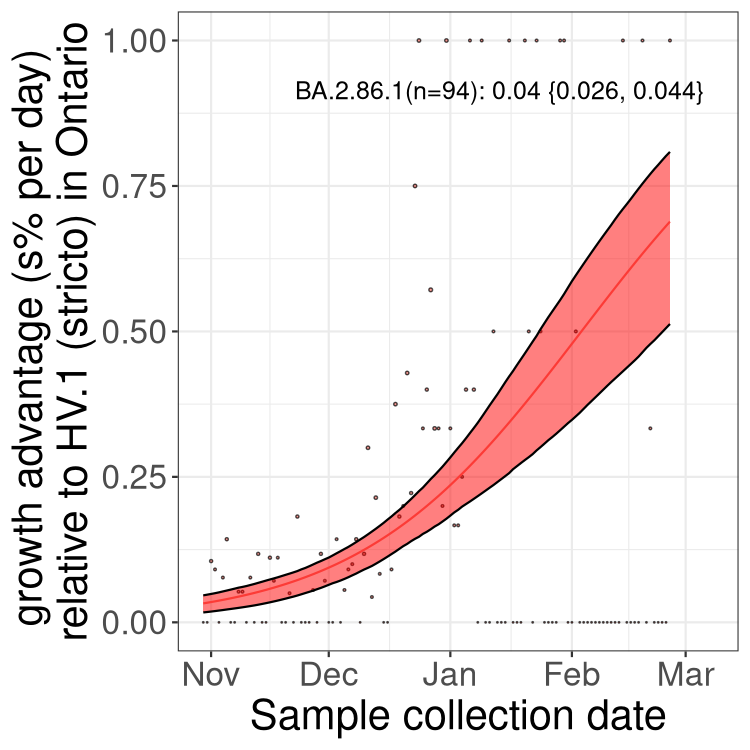 growth advantage (s% per day)
relative to HV.1 (stricto) in Ontario
1.00
0.75
0.50
0.25
0.00
BA.2.86.1(n=94): 0.04 {0.026, 0.044}
Nov Dec Jan Feb Mar
Sample collection date